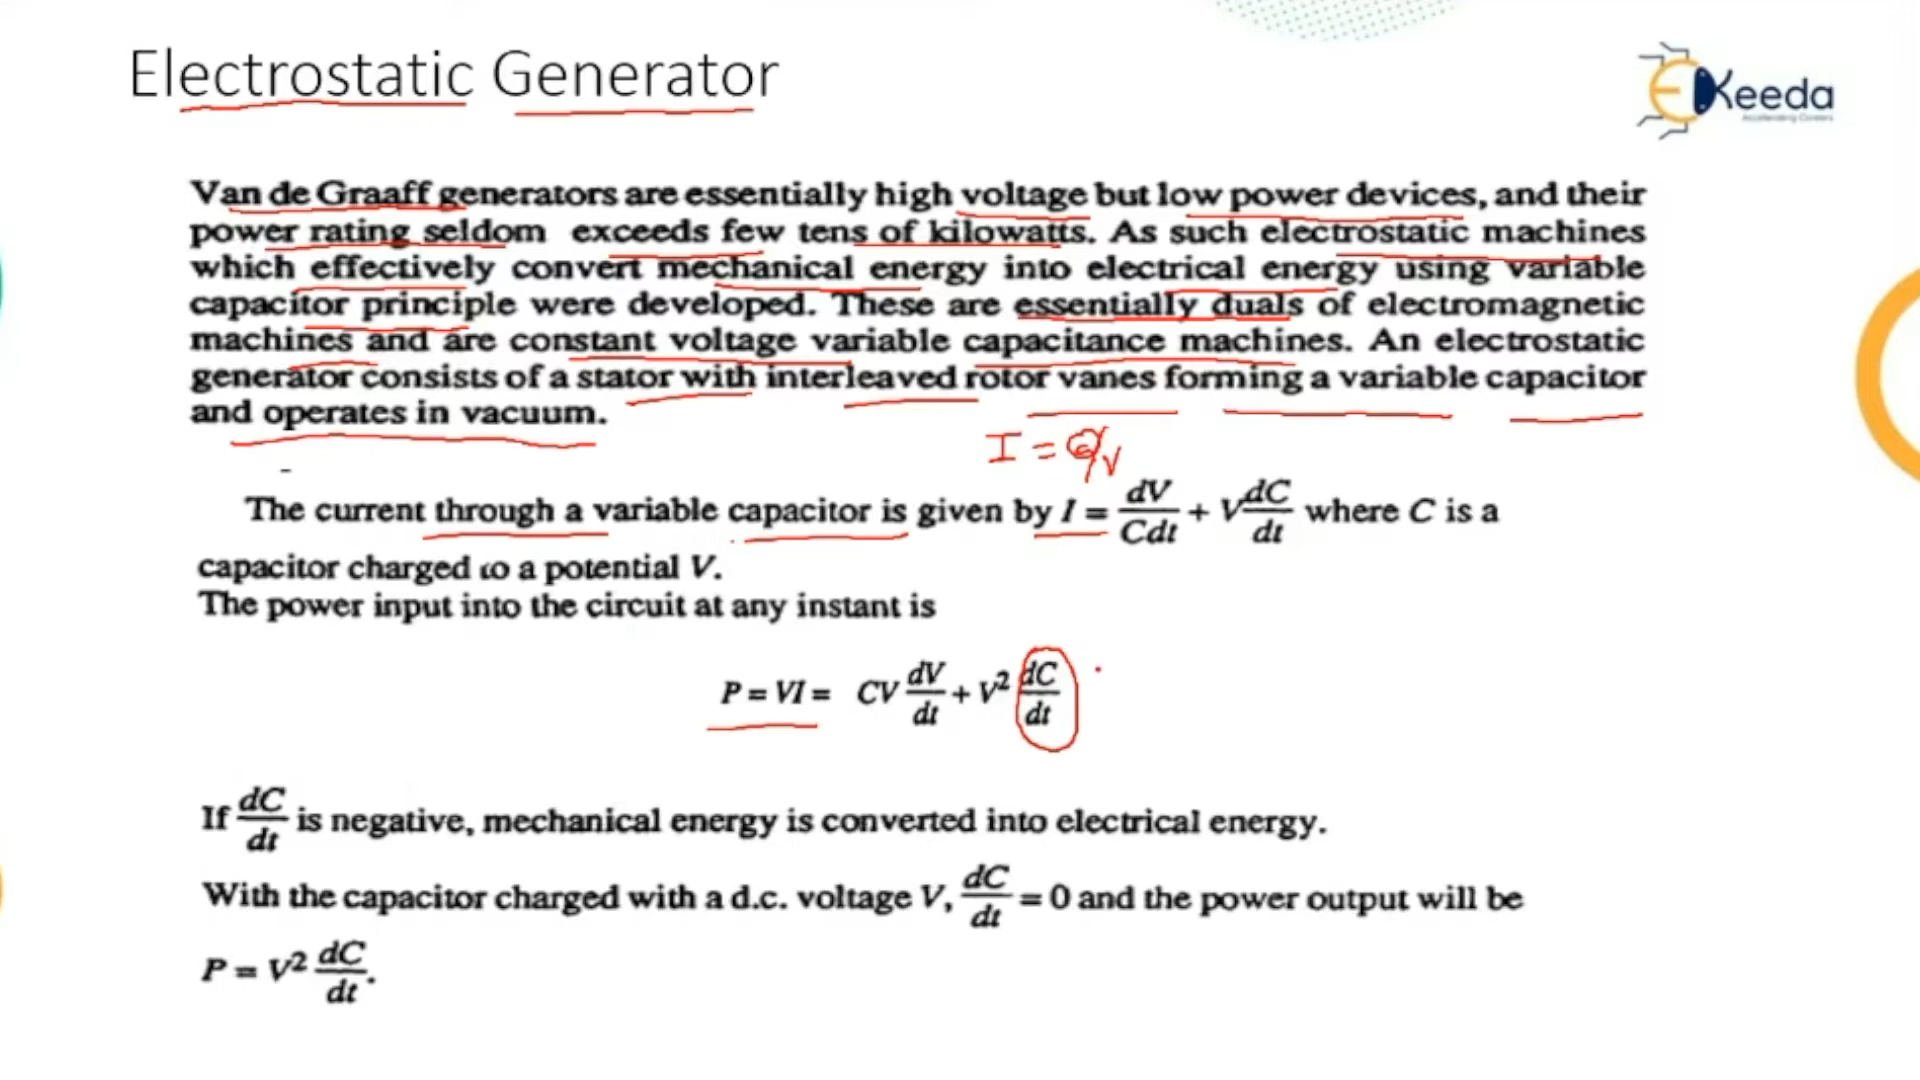 Electrostatic Generator
Keeda
Accelerating Careers
Van de Graaff generators are essentially high voltage but low power devices, and their
power rating seldom exceeds few tens of kilowatts. As such electrostatic machines
which effectively convert mechanical energy into electrical energy using variable
capacitor principle were developed. These are essentially duals of electromagnetic
machines and are constant voltage variable capacitance machines. An electrostatic
generator consists of a stator with interleaved rotor vanes forming a variable capacitor
and operates in vacuum.
I = Q/V
The current through a variable capacitor is given by I = dV/Cdt + V dC/dt where C is a
capacitor charged to a potential V.
The power input into the circuit at any instant is
P = VI = CV dV/dt + V² dC/dt
If dC/dt is negative, mechanical energy is converted into electrical energy.
With the capacitor charged with a d.c. voltage V, dC/dt = 0 and the power output will be
P = V² dC/dt.